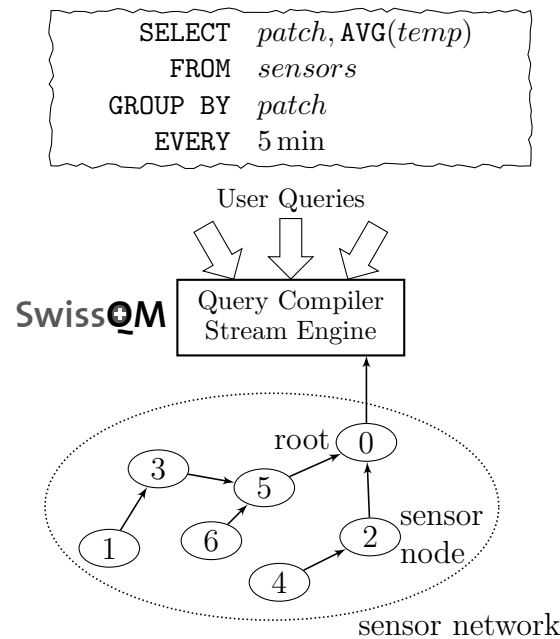 SELECT patch, AVG(temp)
FROM sensors
GROUP BY patch
EVERY 5 min
User Queries
SwissQM
Query Compiler
Stream Engine
root
0
3
5
1
6
2
sensor
node
4
sensor network